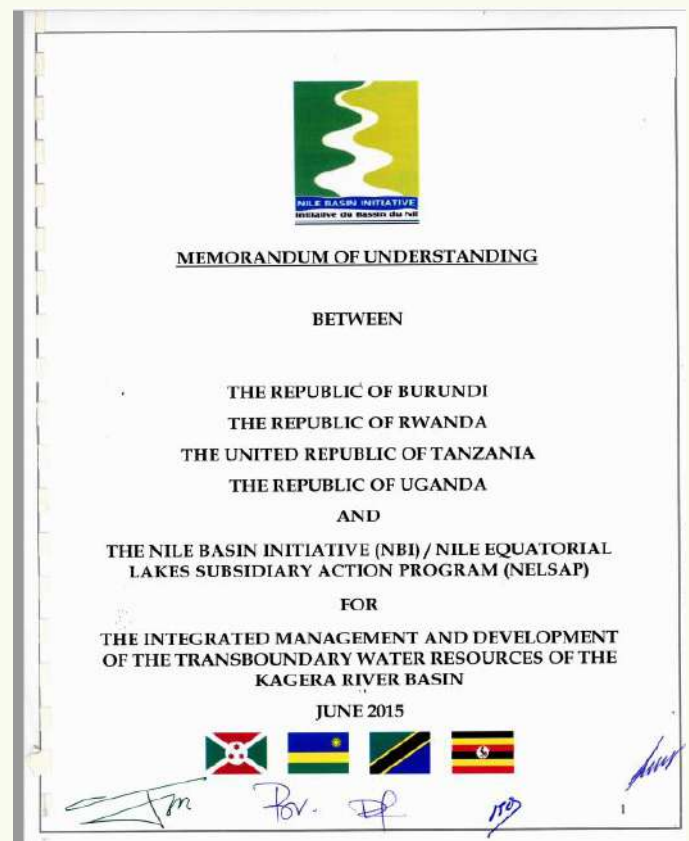 NILE BASIN INITIATIVE
Initiative du Bassin du Nil
MEMORANDUM OF UNDERSTANDING
BETWEEN
THE REPUBLIC OF BURUNDI
THE REPUBLIC OF RWANDA
THE UNITED REPUBLIC OF TANZANIA
THE REPUBLIC OF UGANDA
AND
THE NILE BASIN INITIATIVE (NBI) / NILE EQUATORIAL
LAKES SUBSIDIARY ACTION PROGRAM (NELSAP)
FOR
THE INTEGRATED MANAGEMENT AND DEVELOPMENT
OF THE TRANSBOUNDARY WATER RESOURCES OF THE
KAGERA RIVER BASIN
JUNE 2015
1